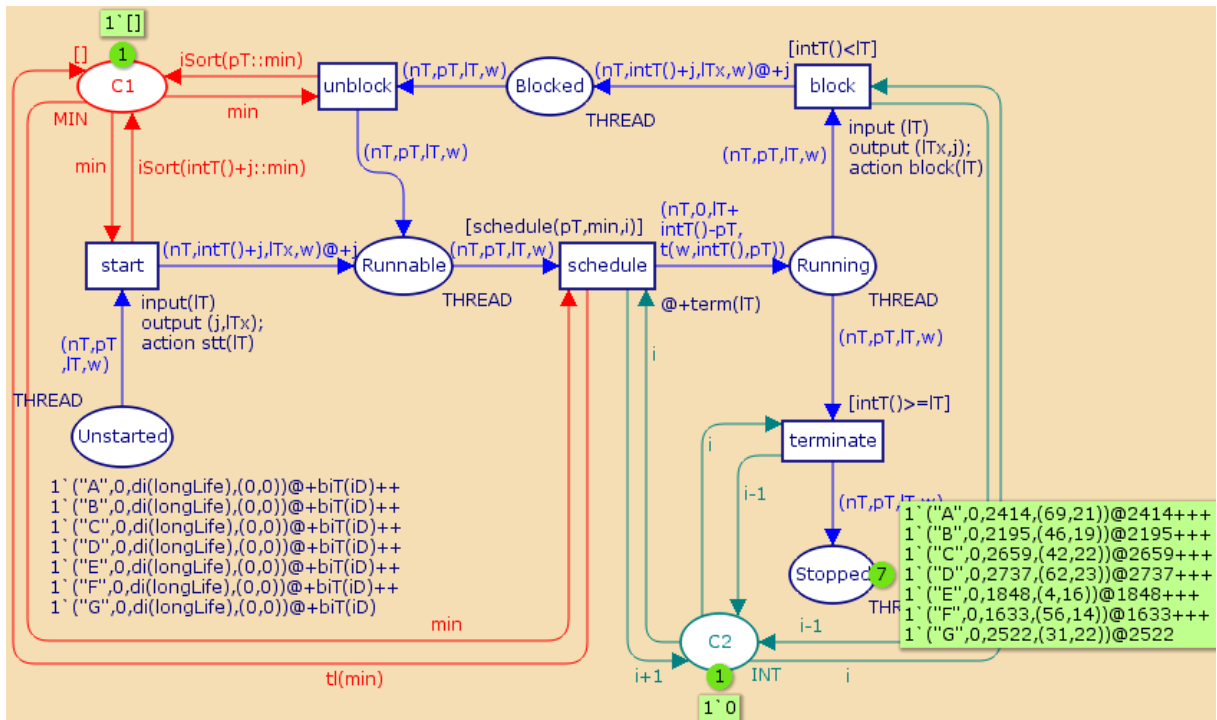 1`[]
[]
1
iSort(pT::min)
C1
MIN
min
unblock
(nT,pT,lT,w)
Blocked
THREAD
(nT,intT()+j,lTx,w)@+j
[intT()<lT]
block
input (lT)
output (lTx,j);
action block(lT)
(nT,pT,lT,w)
(nT,pT,lT,w)
min
iSort(intT()+j::min)
start
(nT,intT()+j,lTx,w)@+j
input(lT)
output (j,lTx);
action stt(lT)
Runnable
THREAD
(nT,pT,lT,w)
[schedule(pT,min,i)]
schedule
@+term(lT)
(nT,0,lT+
intT()-pT,
t(w,intT(),pT))
Running
THREAD
(nT,pT,lT,w)
(nT,pT
,lT,w)
THREAD
Unstarted
1`("A",0,di(longLife),(0,0))@+biT(iD)++
1`("B",0,di(longLife),(0,0))@+biT(iD)++
1`("C",0,di(longLife),(0,0))@+biT(iD)++
1`("D",0,di(longLife),(0,0))@+biT(iD)++
1`("E",0,di(longLife),(0,0))@+biT(iD)++
1`("F",0,di(longLife),(0,0))@+biT(iD)++
1`("G",0,di(longLife),(0,0))@+biT(iD)
i
[intT()>=lT]
terminate
i
i-1
(nT,pT,lT,w)
Stopped
7
1`("A",0,2414,(69,21))@2414+++
1`("B",0,2195,(46,19))@2195+++
1`("C",0,2659,(42,22))@2659+++
1`("D",0,2737,(62,23))@2737+++
1`("E",0,1848,(4,16))@1848+++
1`("F",0,1633,(56,14))@1633+++
1`("G",0,2522,(31,22))@2522
min
tl(min)
C2
i-1
i+1
1
INT
i
1`0